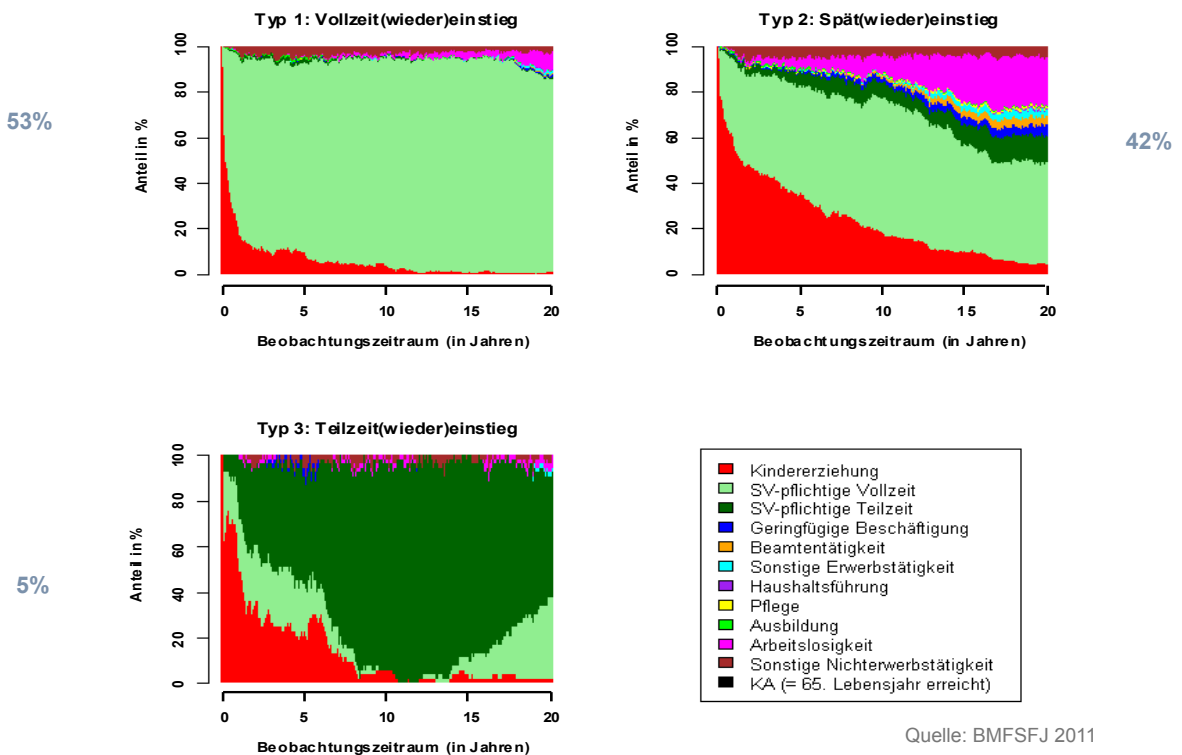 Typ 1: Vollzeit(wieder)einstieg
53%
Anteil in %
100
80
60
40
20
0
0 5 10 15 20
Beobachtungszeitraum (in Jahren)
Typ 2: Spät(wieder)einstieg
42%
Anteil in %
100
80
60
40
20
0
0 5 10 15 20
Beobachtungszeitraum (in Jahren)
Typ 3: Teilzeit(wieder)einstieg
5%
Anteil in %
100
80
60
40
20
0
0 5 10 15 20
Beobachtungszeitraum (in Jahren)
Kindererziehung
SV-pflichtige Vollzeit
SV-pflichtige Teilzeit
Geringfügige Beschäftigung
Beamtentätigkeit
Sonstige Erwerbstätigkeit
Haushaltsführung
Pflege
Ausbildung
Arbeitslosigkeit
Sonstige Nichterwerbstätigkeit
KA (= 65. Lebensjahr erreicht)
Quelle: BMFSFJ 2011